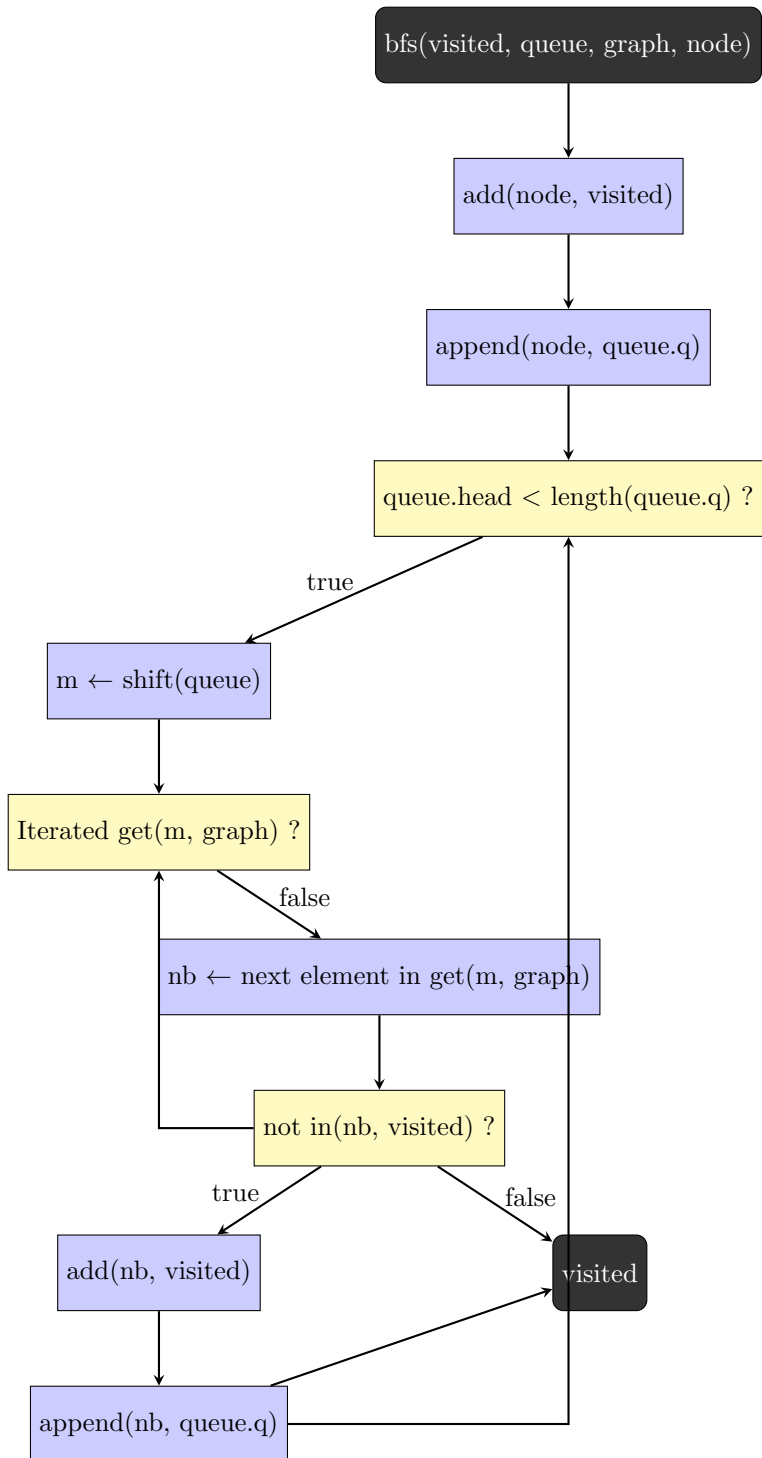 bfs(visited, queue, graph, node)
add(node, visited)
append(node, queue.q)
queue.head < length(queue.q) ?
true
m ← shift(queue)
Iterated get(m, graph) ?
false
nb ← next element in get(m, graph)
not in(nb, visited) ?
true
false
add(nb, visited)
visited
append(nb, queue.q)